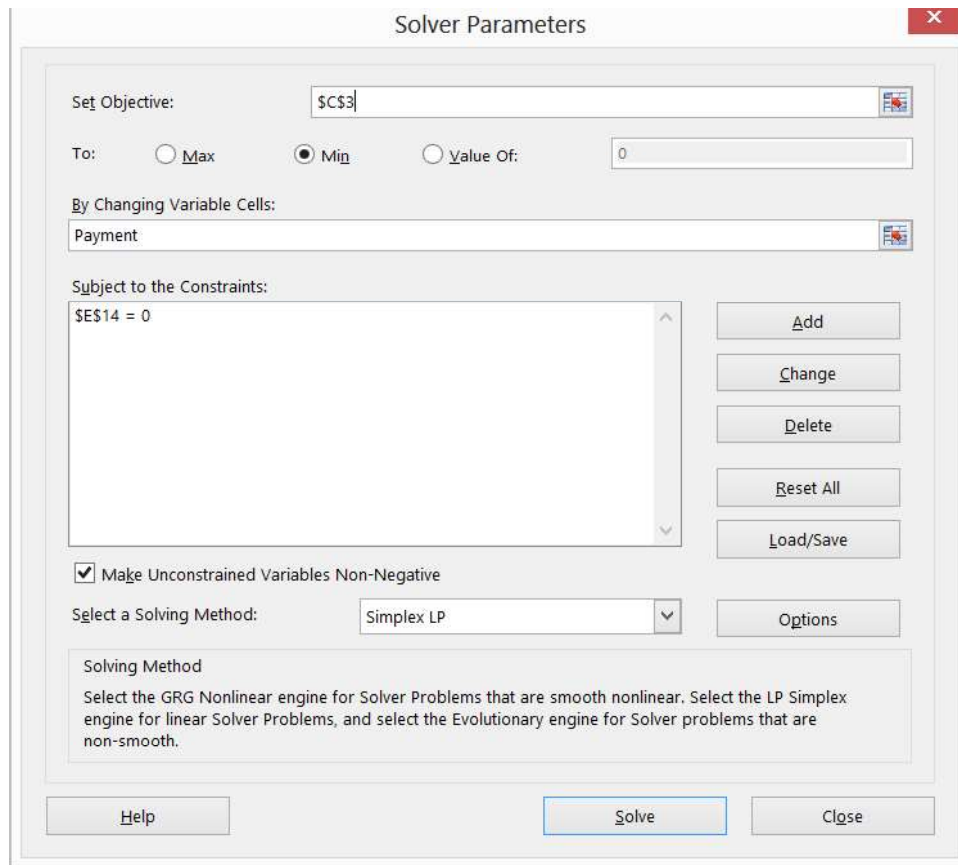 Solver Parameters
Set Objective: $C$3
To: Max Min Value Of: 0
By Changing Variable Cells:
Payment
Subject to the Constraints:
$E$14 = 0
Add
Change
Delete
Reset All
Load/Save
Make Unconstrained Variables Non-Negative
Select a Solving Method: Simplex LP Options
Solving Method
Select the GRG Nonlinear engine for Solver Problems that are smooth nonlinear. Select the LP Simplex
engine for linear Solver Problems, and select the Evolutionary engine for Solver problems that are
non-smooth.
Help Solve Close